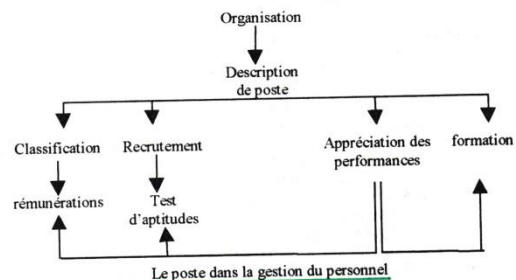 Organisation
Description
de poste
Classification
Recrutement
Appréciation des
performances
formation
rémunérations
Test
d'aptitudes
Le poste dans la gestion du personnel